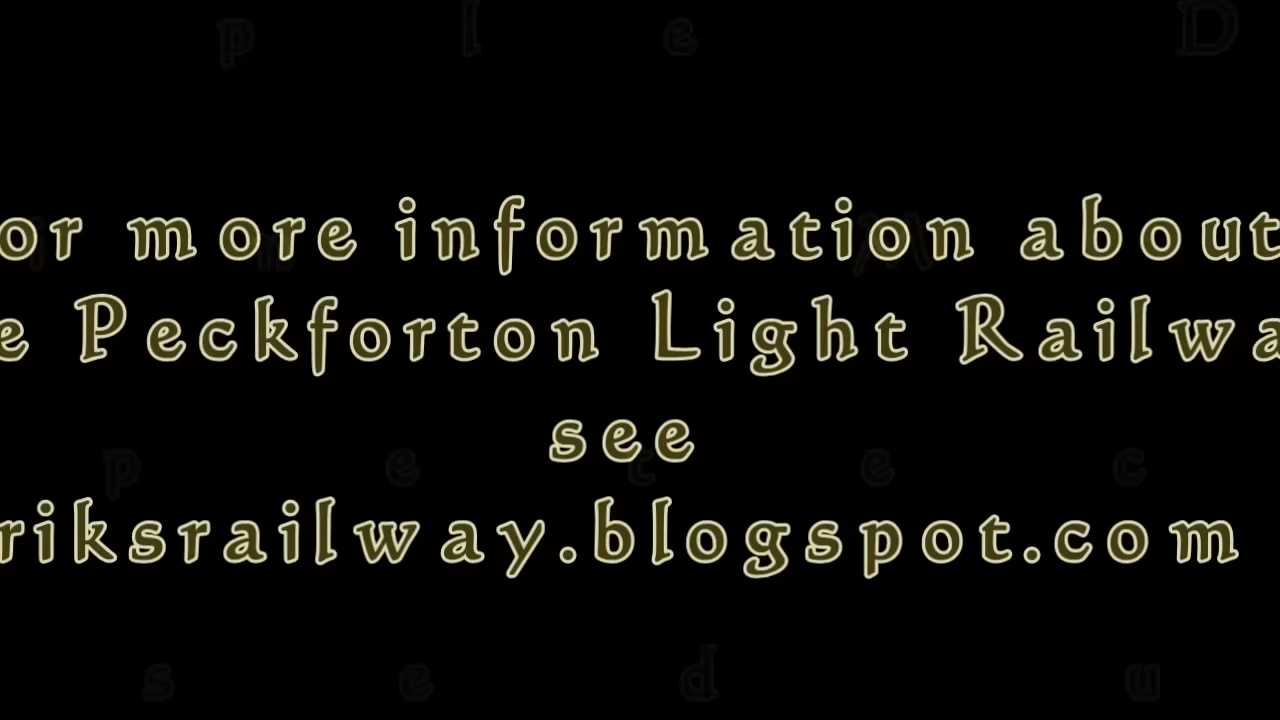 or more information about
e Peckforton Light Railwa
see
riksrailway.blogspot.com